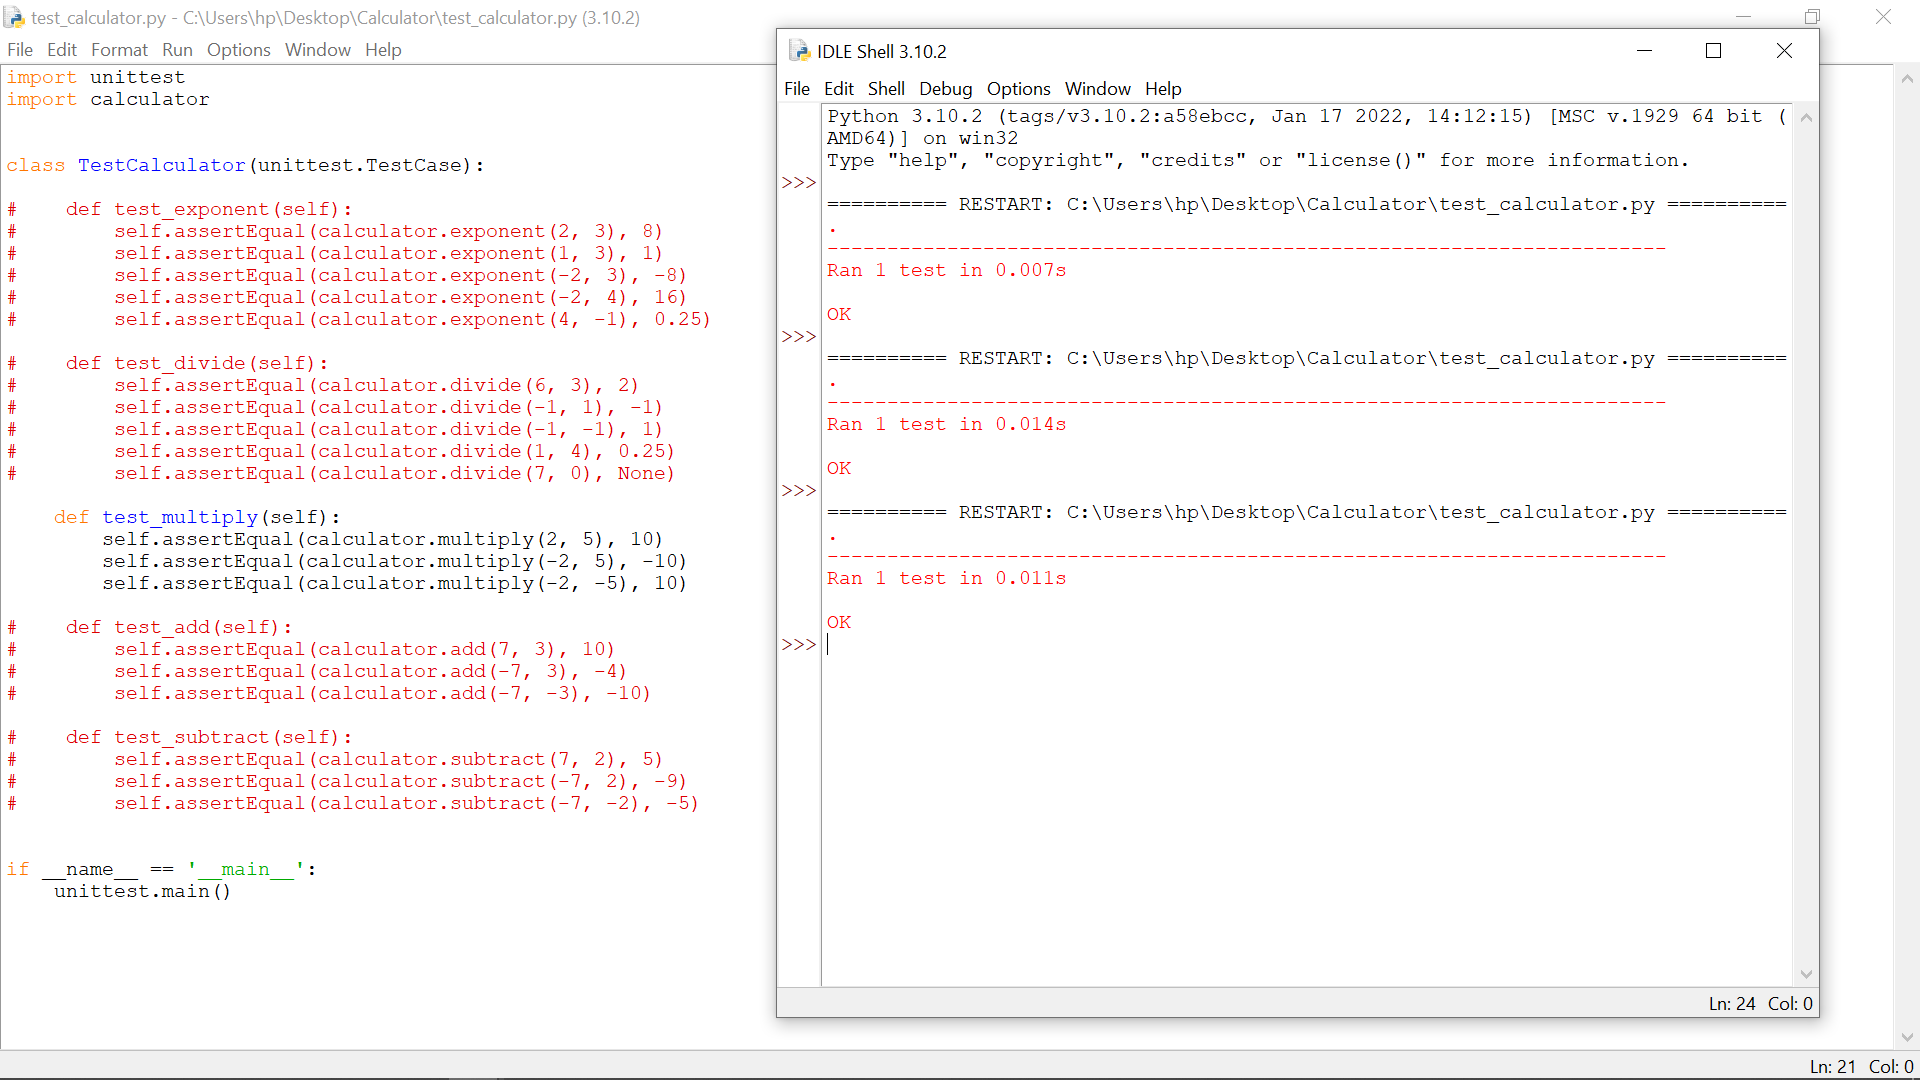 test_calculator.py - C:\Users\hp\Desktop\Calculator\test_calculator.py (3.10.2)
File Edit Format Run Options Window Help
import unittest
import calculator
class TestCalculator(unittest.TestCase):
#    def test_exponent(self):
#        self.assertEqual(calculator.exponent(2, 3), 8)
#        self.assertEqual(calculator.exponent(1, 3), 1)
#        self.assertEqual(calculator.exponent(-2, 3), -8)
#        self.assertEqual(calculator.exponent(-2, 4), 16)
#        self.assertEqual(calculator.exponent(4, -1), 0.25)
#    def test_divide(self):
#        self.assertEqual(calculator.divide(6, 3), 2)
#        self.assertEqual(calculator.divide(-1, 1), -1)
#        self.assertEqual(calculator.divide(-1, -1), 1)
#        self.assertEqual(calculator.divide(1, 4), 0.25)
#        self.assertEqual(calculator.divide(7, 0), None)
    def test_multiply(self):
        self.assertEqual(calculator.multiply(2, 5), 10)
        self.assertEqual(calculator.multiply(-2, 5), -10)
        self.assertEqual(calculator.multiply(-2, -5), 10)
#    def test_add(self):
#        self.assertEqual(calculator.add(7, 3), 10)
#        self.assertEqual(calculator.add(-7, 3), -4)
#        self.assertEqual(calculator.add(-7, -3), -10)
#    def test_subtract(self):
#        self.assertEqual(calculator.subtract(7, 2), 5)
#        self.assertEqual(calculator.subtract(-7, 2), -9)
#        self.assertEqual(calculator.subtract(-7, -2), -5)
if __name__ == '__main__':
    unittest.main()
Ln: 21 Col: 0
IDLE Shell 3.10.2
File Edit Shell Debug Options Window Help
Python 3.10.2 (tags/v3.10.2:a58ebcc, Jan 17 2022, 14:12:15) [MSC v.1929 64 bit (
AMD64)] on win32
Type "help", "copyright", "credits" or "license()" for more information.
>>>
========== RESTART: C:\Users\hp\Desktop\Calculator\test_calculator.py ==========
.
----------------------------------------------------------------------
Ran 1 test in 0.007s
OK
>>>
========== RESTART: C:\Users\hp\Desktop\Calculator\test_calculator.py ==========
.
----------------------------------------------------------------------
Ran 1 test in 0.014s
OK
>>>
========== RESTART: C:\Users\hp\Desktop\Calculator\test_calculator.py ==========
.
----------------------------------------------------------------------
Ran 1 test in 0.011s
OK
>>>
Ln: 24 Col: 0